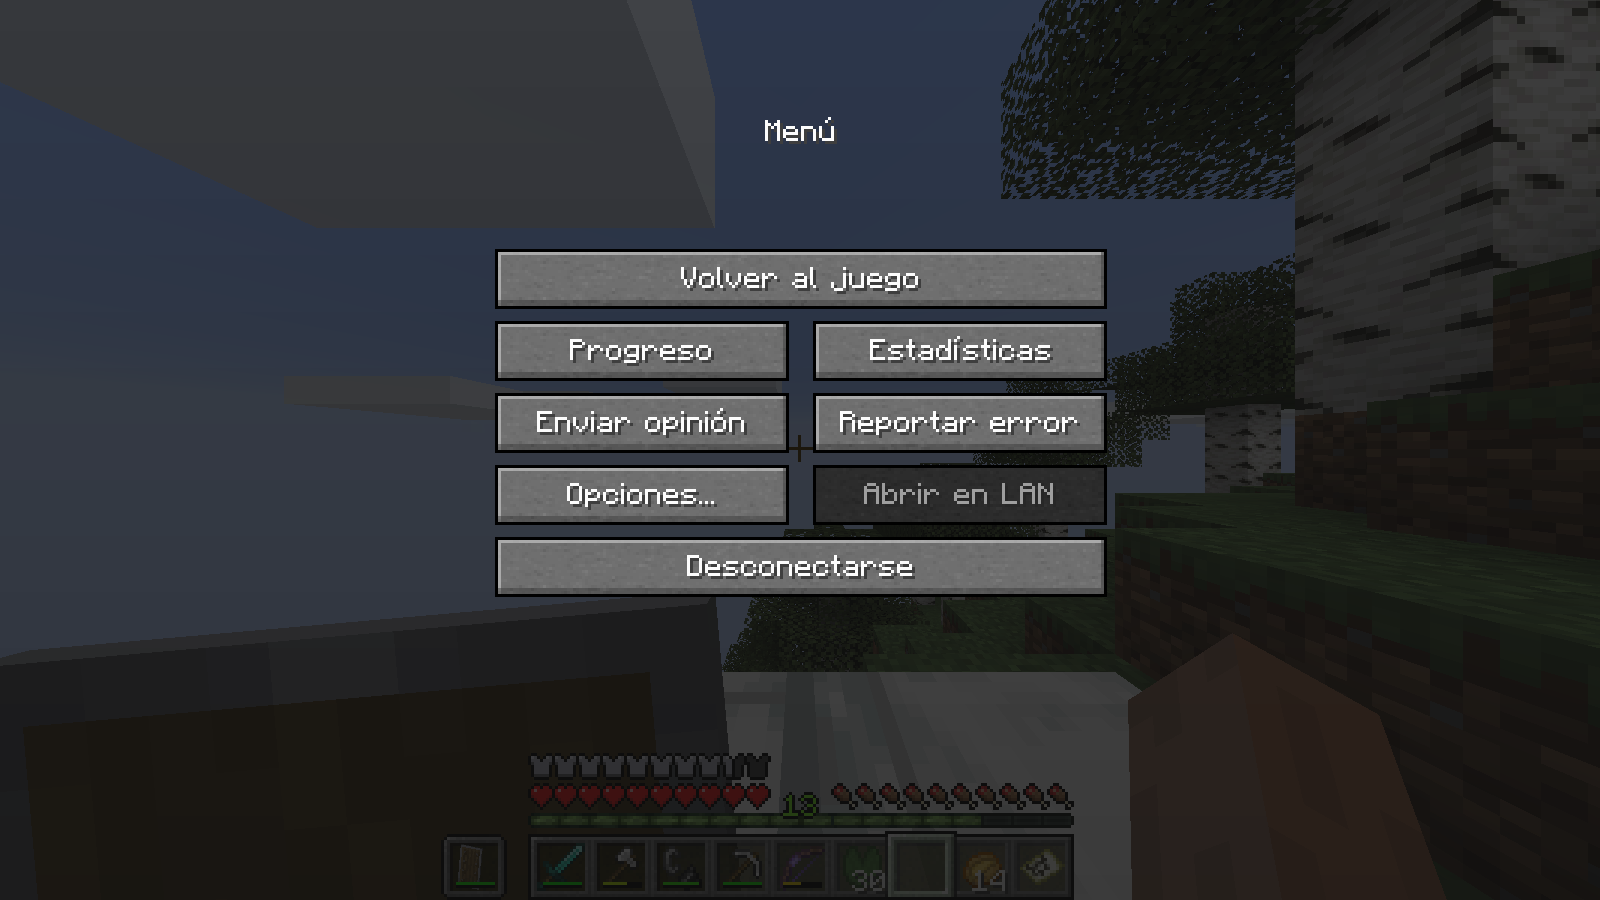 Menú
Volver al juego
Progreso
Estadísticas
Enviar opinión
Reportar error
Opciones...
Abrir en LAN
Desconectarse
13
30
14